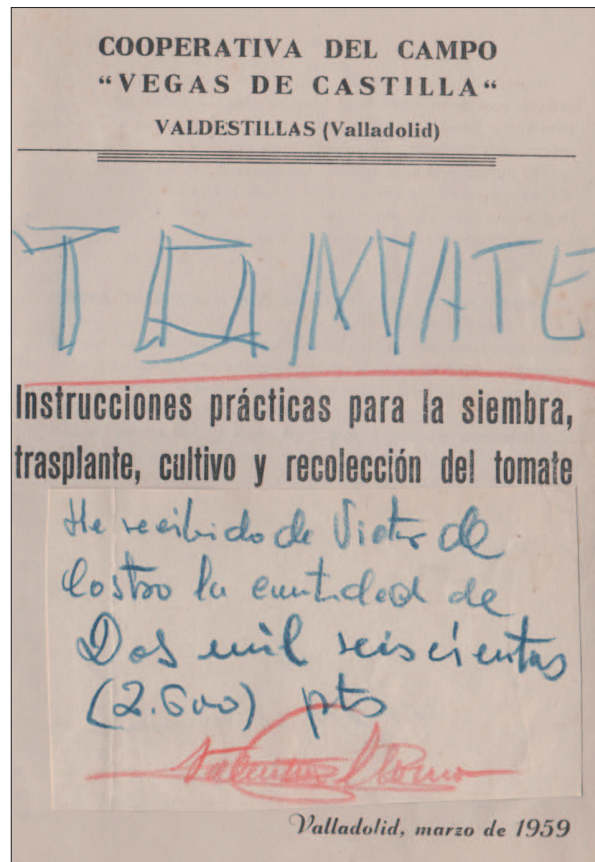 COOPERATIVA DEL CAMPO
“VEGAS DE CASTILLA“
VALDESTILLAS (Valladolid)
TOMATE
Instrucciones prácticas para la siembra,
trasplante, cultivo y recolección del tomate
He recibido de Victor de
Costro la cantidad de
Dos mil seiscientas
(2.600) pts
Valladolid, marzo de 1959